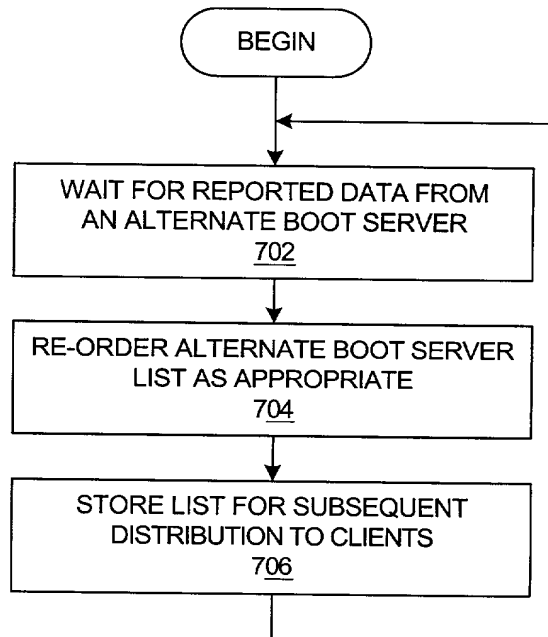 BEGIN
WAIT FOR REPORTED DATA FROM
AN ALTERNATE BOOT SERVER
702
RE-ORDER ALTERNATE BOOT SERVER
LIST AS APPROPRIATE
704
STORE LIST FOR SUBSEQUENT
DISTRIBUTION TO CLIENTS
706